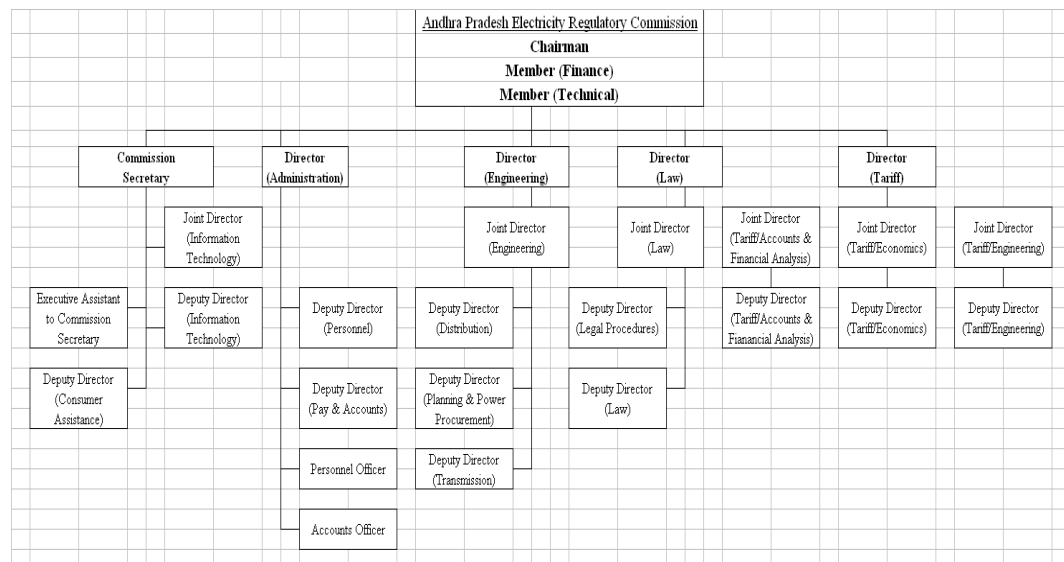 Andhra Pradesh Electricity Regulatory Commission
Chairman
Member (Finance)
Member (Technical)
Commission
Secretary
Director
(Administration)
Director
(Engineering)
Director
(Law)
Director
(Tariff)
Joint Director
(Information
Technology)
Joint Director
(Engineering)
Joint Director
(Law)
Joint Director
(Tariff/Accounts &
Financial Analysis)
Joint Director
(Tariff/Economics)
Joint Director
(Tariff/Engineering)
Executive Assistant
to Commission
Secretary
Deputy Director
(Information
Technology)
Deputy Director
(Personnel)
Deputy Director
(Distribution)
Deputy Director
(Legal Procedures)
Deputy Director
(Tariff/Accounts &
Fianancial Analysis)
Deputy Director
(Tariff/Economics)
Deputy Director
(Tariff/Engineering)
Deputy Director
(Consumer
Assistance)
Deputy Director
(Pay & Accounts)
Deputy Director
(Planning & Power
Procurement)
Deputy Director
(Law)
Personnel Officer
Deputy Director
(Transmission)
Accounts Officer